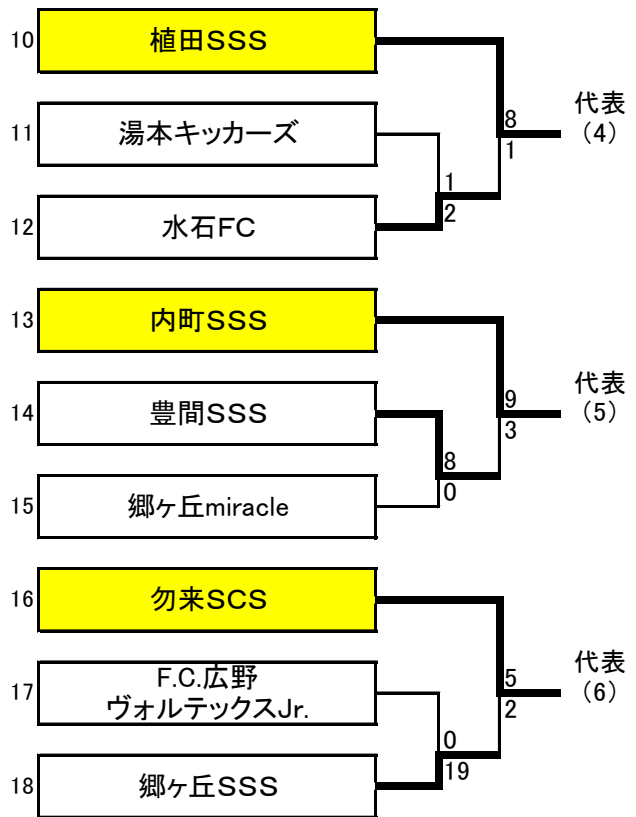 10
植田SSS
11
湯本キッカーズ
12
水石FC
1
2
8
1
代表
(4)
13
内町SSS
14
豊間SSS
15
郷ヶ丘miracle
8
0
9
3
代表
(5)
16
勿来SCS
17
F.C.広野
ヴォルテックスJr.
18
郷ヶ丘SSS
0
19
5
2
代表
(6)